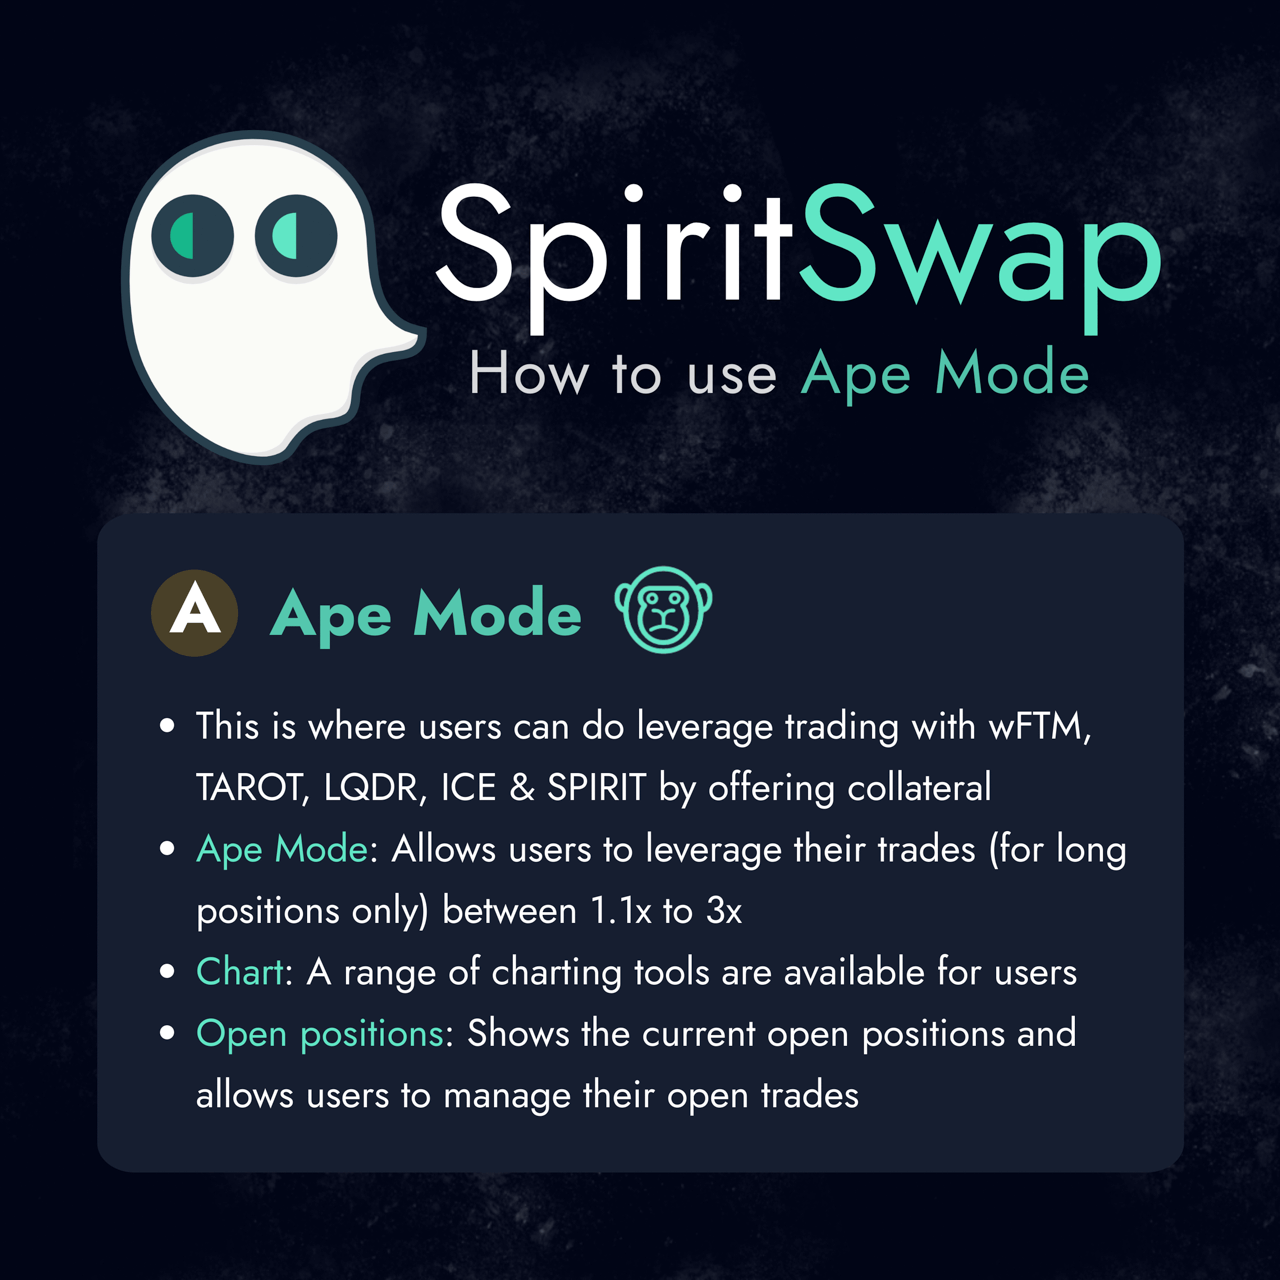 SpiritSwap
How to use Ape Mode
A Ape Mode
• This is where users can do leverage trading with wFTM,
TAROT, LQDR, ICE & SPIRIT by offering collateral
• Ape Mode: Allows users to leverage their trades (for long
positions only) between 1.1x to 3x
• Chart: A range of charting tools are available for users
• Open positions: Shows the current open positions and
allows users to manage their open trades